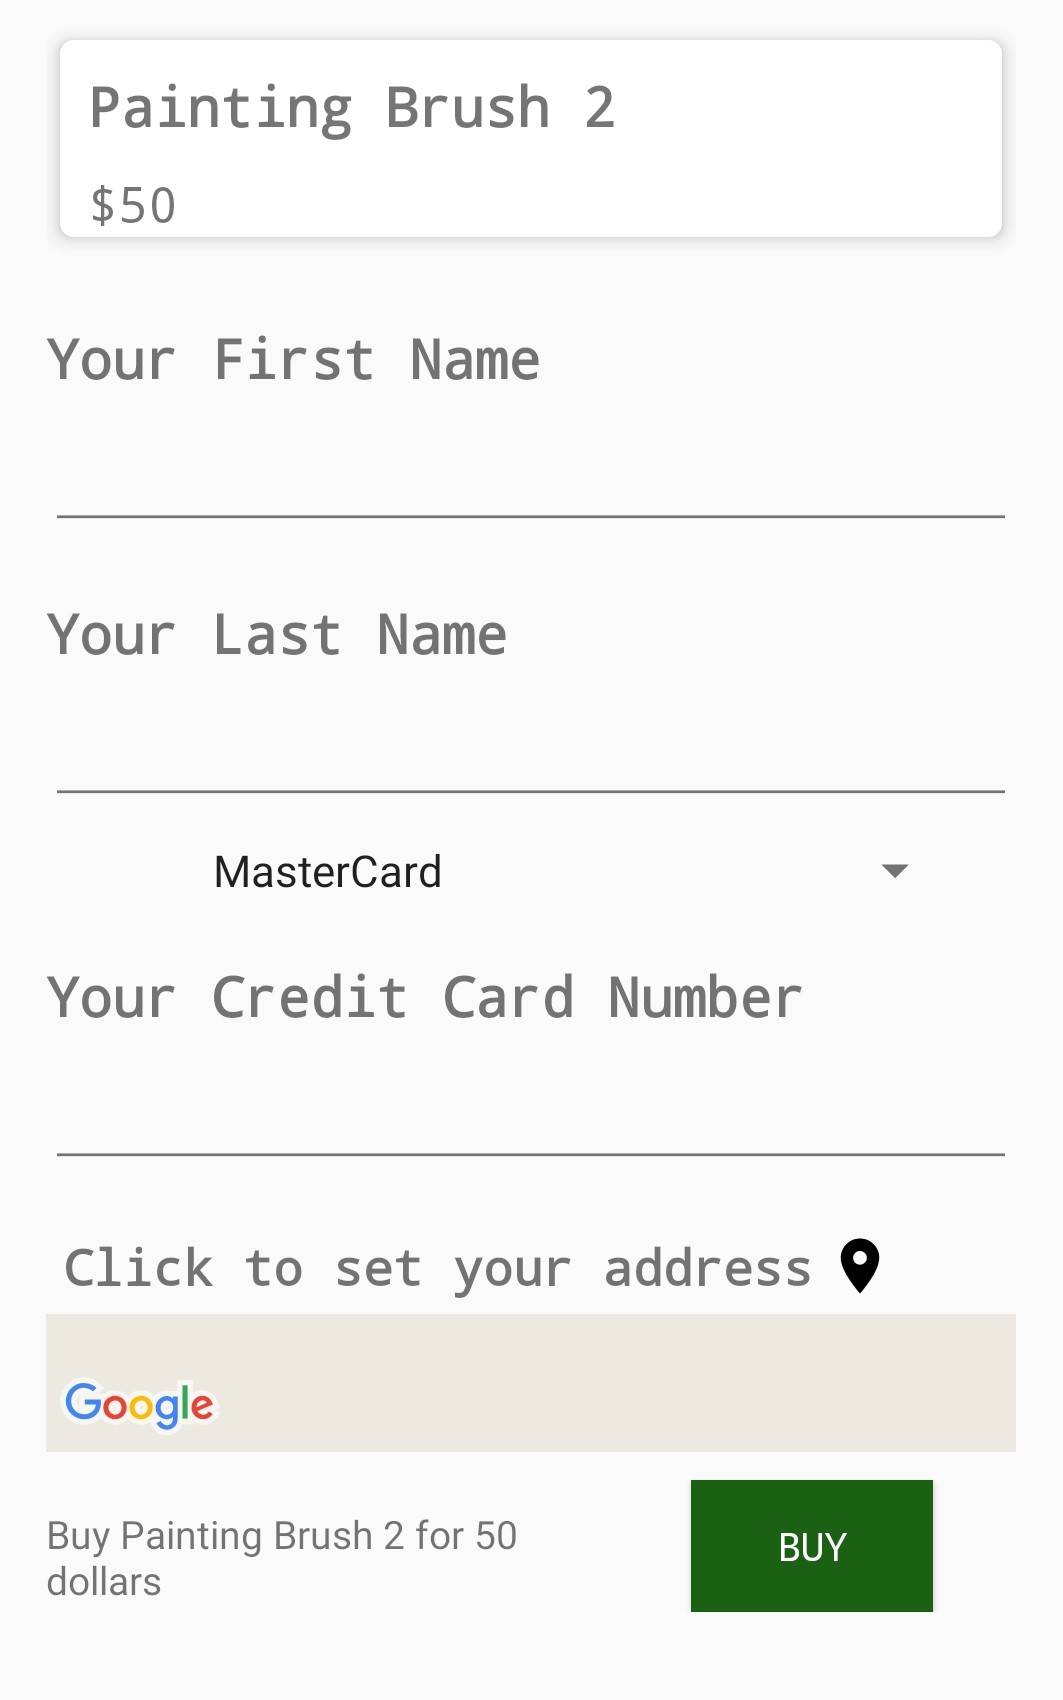 Painting Brush 2
$50
Your First Name
Your Last Name
MasterCard
Your Credit Card Number
Click to set your address
Google
Buy Painting Brush 2 for 50
dollars
BUY